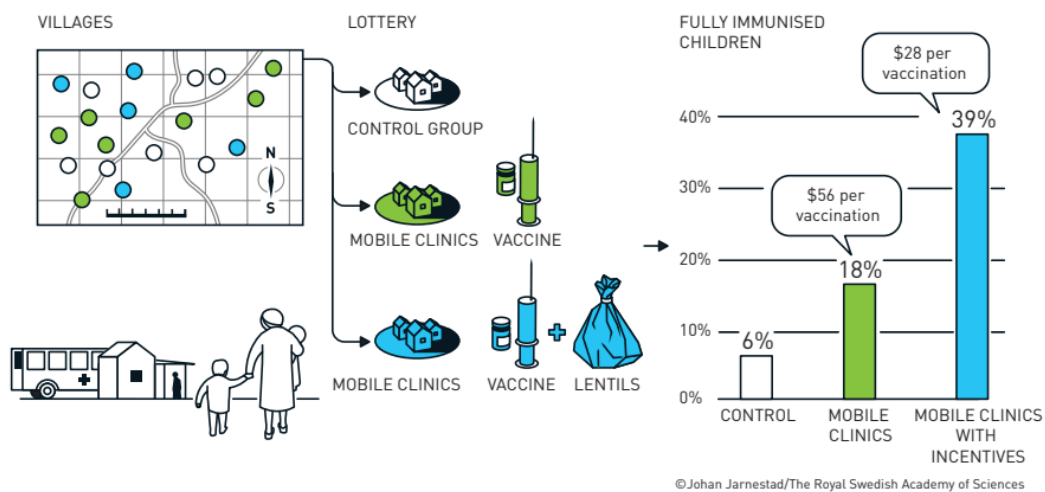 VILLAGES
N
S
LOTTERY
CONTROL GROUP
MOBILE CLINICS
VACCINE
MOBILE CLINICS
VACCINE
LENTILS
FULLY IMMUNISED
CHILDREN
$28 per
vaccination
$56 per
vaccination
40%
30%
20%
10%
0%
6%
18%
39%
CONTROL
MOBILE
CLINICS
MOBILE CLINICS
WITH
INCENTIVES
©Johan Jarnestad/The Royal Swedish Academy of Sciences